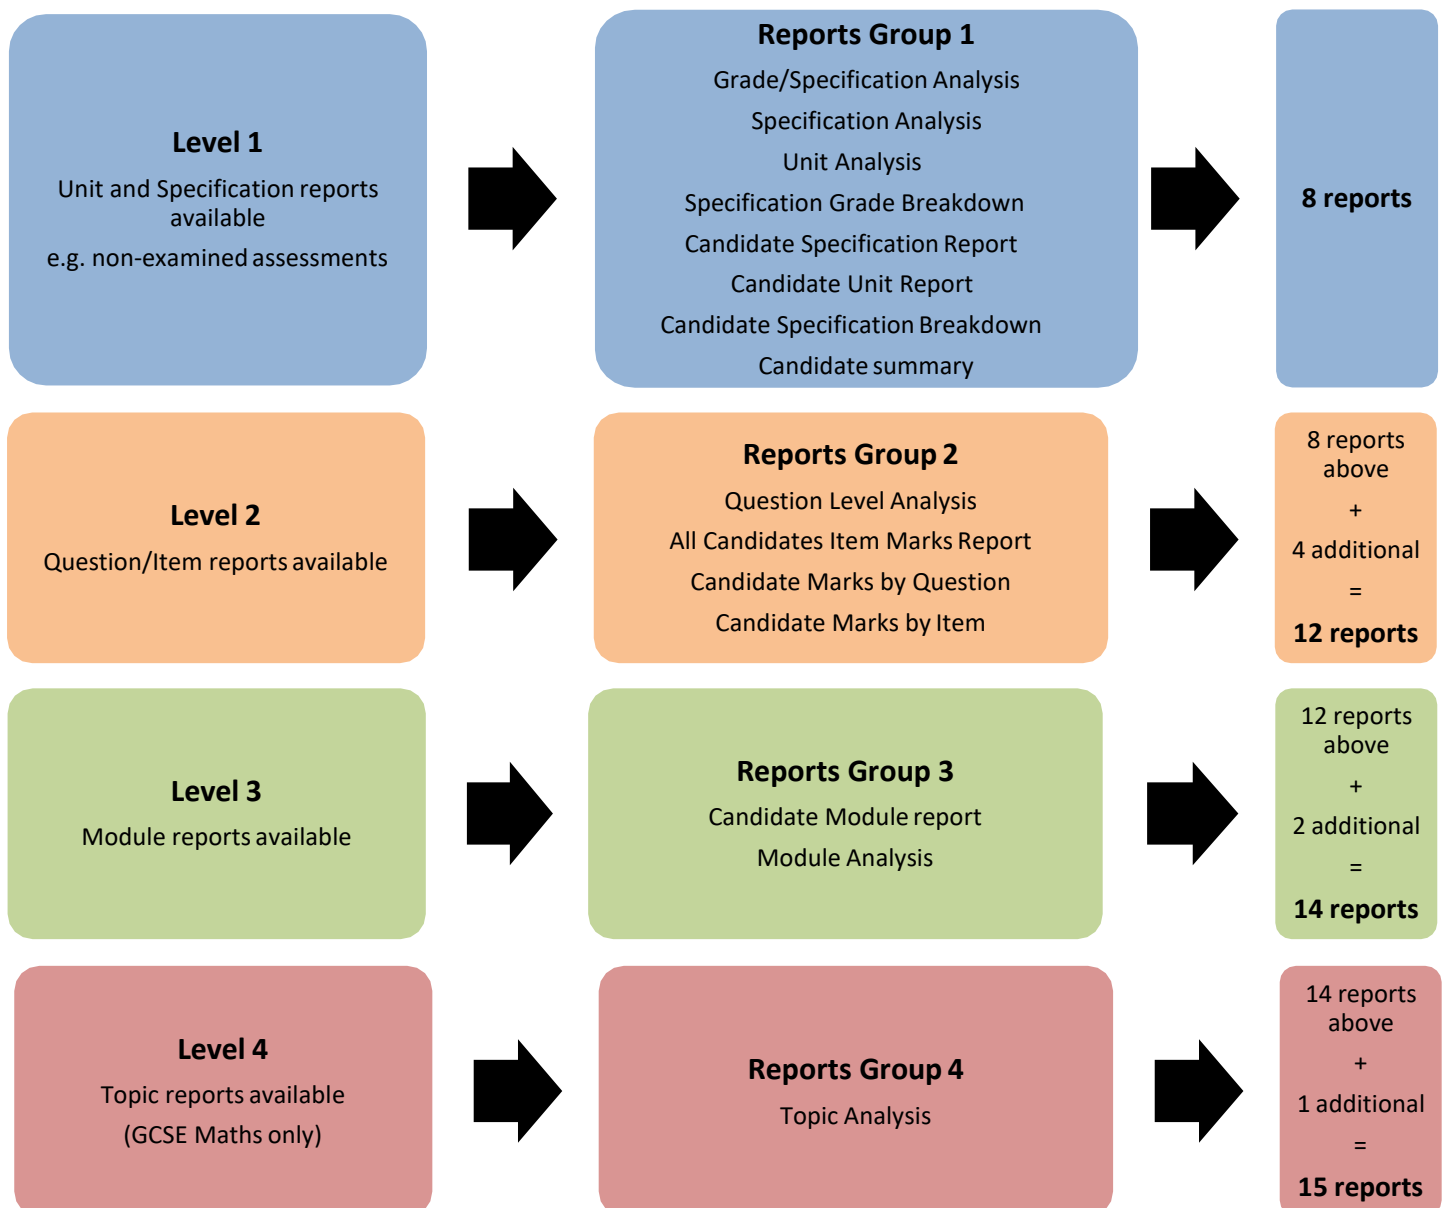 Level 1
Unit and Specification reports
available
e.g. non-examined assessments
Reports Group 1
Grade/Specification Analysis
Specification Analysis
Unit Analysis
Specification Grade Breakdown
Candidate Specification Report
Candidate Unit Report
Candidate Specification Breakdown
Candidate summary
8 reports
Level 2
Question/Item reports available
Reports Group 2
Question Level Analysis
All Candidates Item Marks Report
Candidate Marks by Question
Candidate Marks by Item
8 reports
above
+
4 additional
=
12 reports
Level 3
Module reports available
Reports Group 3
Candidate Module report
Module Analysis
12 reports
above
+
2 additional
=
14 reports
Level 4
Topic reports available
(GCSE Maths only)
Reports Group 4
Topic Analysis
14 reports
above
+
1 additional
=
15 reports